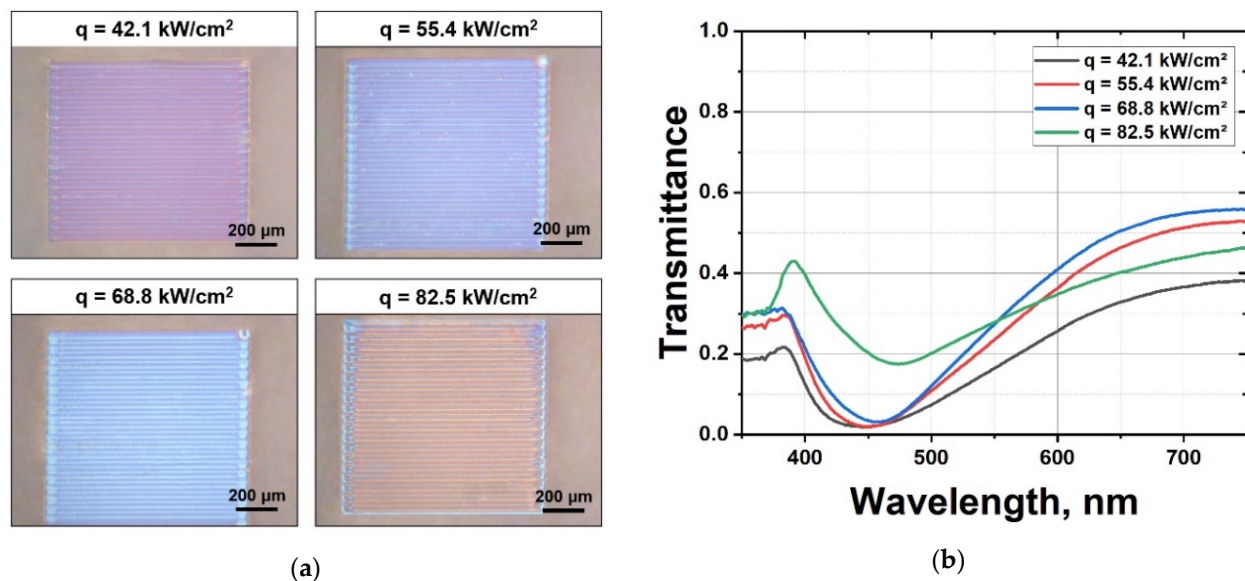 q = 42.1 kW/cm²
q = 55.4 kW/cm²
200 µm
200 µm
q = 68.8 kW/cm²
q = 82.5 kW/cm²
200 µm
200 µm
(a)
Transmittance
1.0
0.8
0.6
0.4
0.2
0.0
q = 42.1 kW/cm²
q = 55.4 kW/cm²
q = 68.8 kW/cm²
q = 82.5 kW/cm²
400 500 600 700
Wavelength, nm
(b)